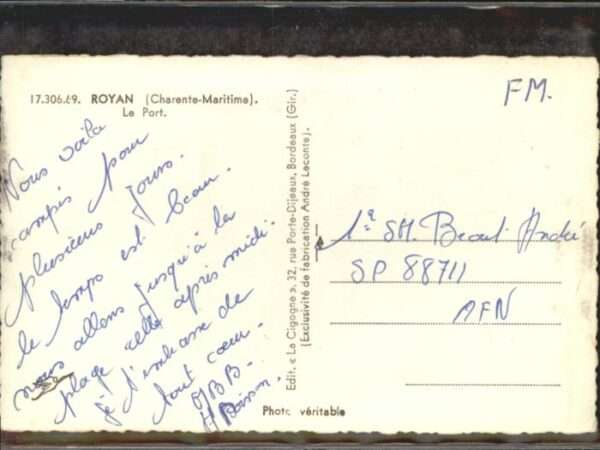 17.306.69. ROYAN (Charente-Maritime).
Le Port.
Nous voilà
campés pour
plusieurs jours.
le temps est beau.
nous allons jusqu'à la
plage cette après midi.
je t'embrasse de
tout cœur.
Edit. « La Cigogne », 32, rue Porte-Dijeaux, Bordeaux (Gir.)
(Exclusivité de fabrication André Leconte).
FM.
André
SP 88711
AFN
Photo véritable